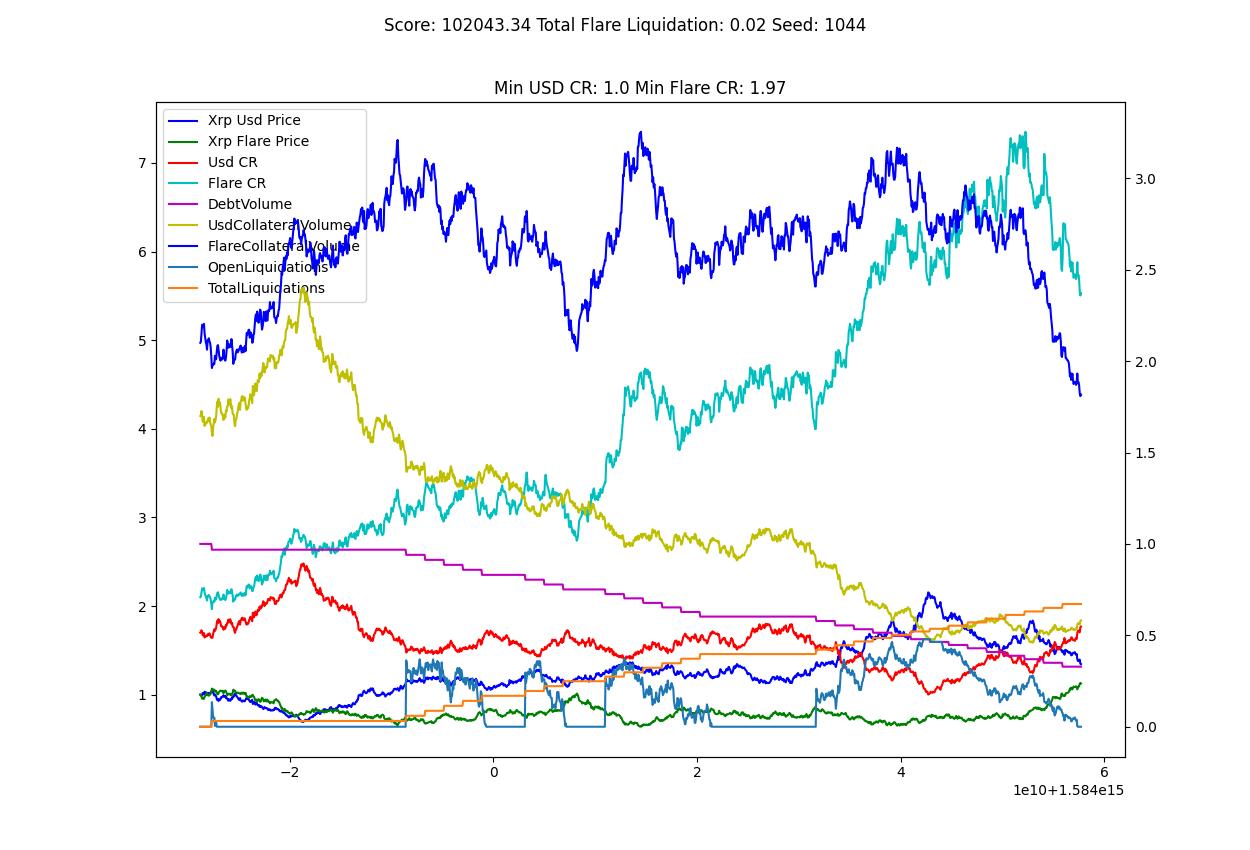 Score: 102043.34 Total Flare Liquidation: 0.02 Seed: 1044
Min USD CR: 1.0 Min Flare CR: 1.97
Xrp Usd Price
Xrp Flare Price
Usd CR
Flare CR
DebtVolume
UsdCollateralVolume
FlareCollateralVolume
OpenLiquidations
TotalLiquidations
7
6
5
4
3
2
1
3.0
2.5
2.0
1.5
1.0
0.5
0.0
−2 0 2 4 6
1e10+1.584e15